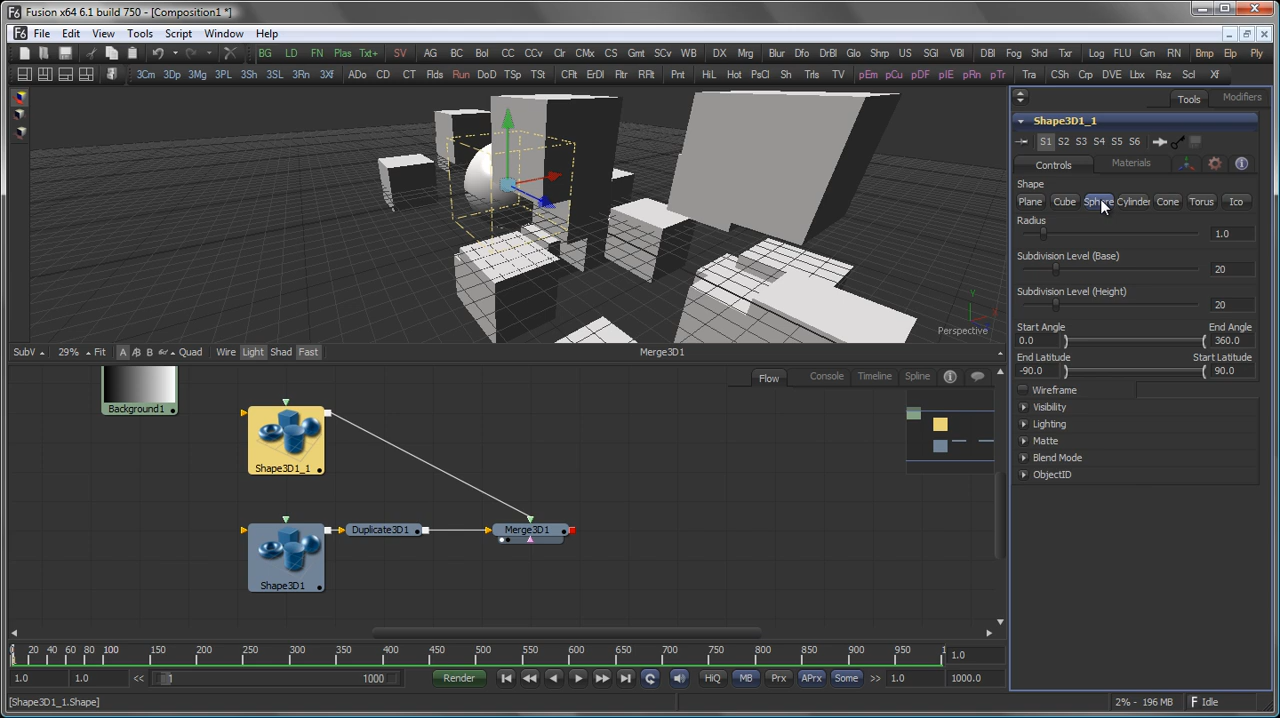 Fusion x64 6.1 build 750 - [Composition1 *]
File Edit View Tools Script Window Help
BG LD FN Plas Txt+ SV AG BC Bol CC CCv Clr CMx CS Gmt SCv WB DX Mrg Blur Dfo DrBl Glo Shrp US SGl VBl DBl Fog Shd Txr Log FLU Gm RN Bmp Elp Ply
3Cm 3Dp 3Mg 3PL 3Sh 3SL 3Rn 3Xf ADo CD CT Flds Run DoD TSp TSt CFlt ErDl Fltr RFlt Pnt HiL Hot PsCl Sh Trls TV pEm pCu pDF pIE pRn pTr Tra CSh Crp DVE Lbx Rsz Scl Xf
Tools Modifiers
Shape3D1_1
S1 S2 S3 S4 S5 S6
Controls Materials
Shape
Plane Cube Sphere Cylinder Cone Torus Ico
Radius
1.0
Subdivision Level (Base)
20
Subdivision Level (Height)
20
Start Angle End Angle
0.0 360.0
End Latitude Start Latitude
-90.0 90.0
Wireframe
Visibility
Lighting
Matte
Blend Mode
ObjectID
y
x
z
Perspective
SubV 29% Fit A B Quad Wire Light Shad Fast Merge3D1
Flow Console Timeline Spline
Background1
Shape3D1_1
Duplicate3D1 Merge3D1
Shape3D1
0 20 40 60 80 100 150 200 250 300 350 400 450 500 550 600 650 700 750 800 850 900 950 1.0
1.0 1.0 << 1 1000 Render HiQ MB Prx APrx Some >> 1.0 1000.0
[Shape3D1_1.Shape] 2% - 196 MB Idle